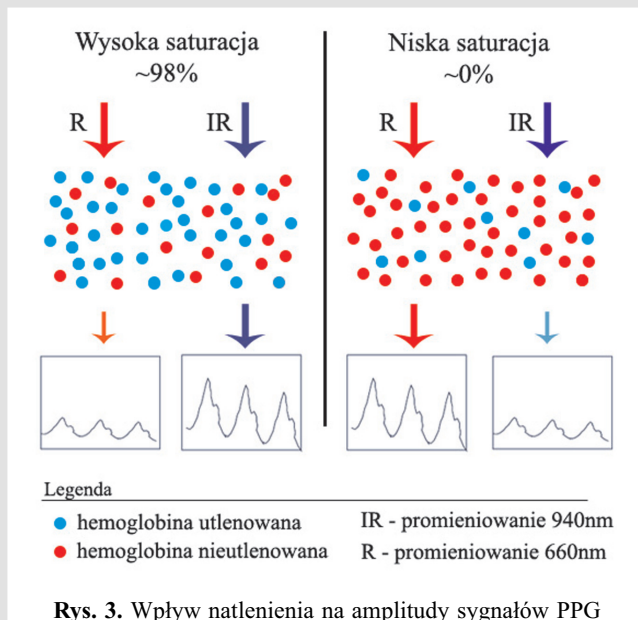 Wysoka saturacja
~98%
Niska saturacja
~0%
R
IR
R
IR
Legenda
hemoglobina utlenowana
hemoglobina nieutlenowana
IR - promieniowanie 940nm
R - promieniowanie 660nm
Rys. 3. Wpływ natlenienia na amplitudy sygnałów PPG